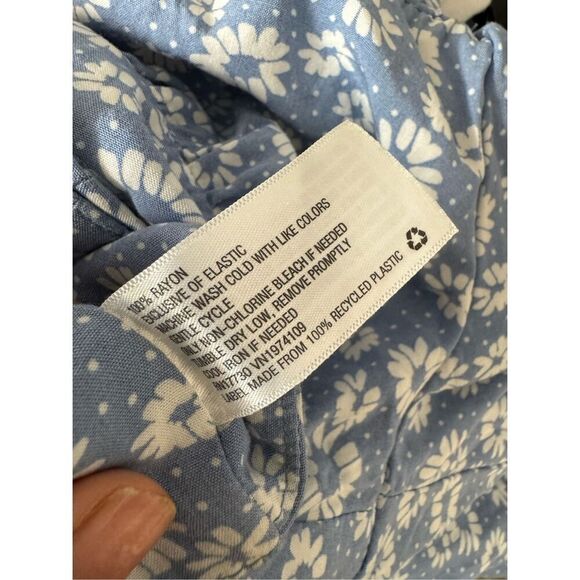 100% RAYON
EXCLUSIVE OF ELASTIC
MACHINE WASH COLD WITH LIKE COLORS
GENTLE CYCLE
ONLY NON-CHLORINE BLEACH IF NEEDED
TUMBLE DRY LOW, REMOVE PROMPTLY
COOL IRON IF NEEDED
RN17730 VN1974109
LABEL MADE FROM 100% RECYCLED PLASTIC